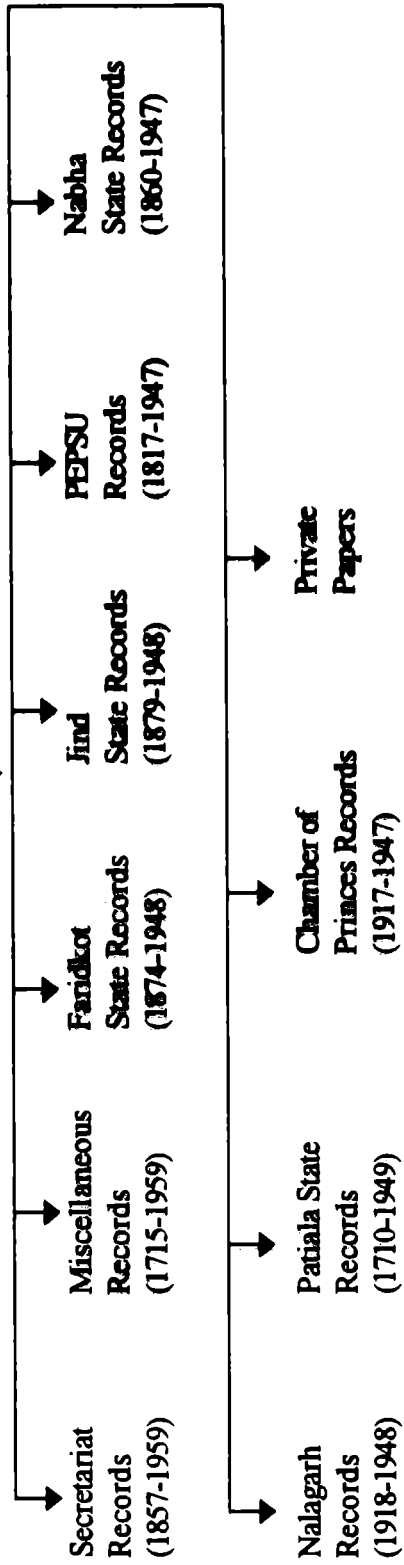 Secretariat
Records
(1857-1959)
Miscellaneous
Records
(1715-1959)
Faridkot
State Records
(1874-1948)
Jind
State Records
(1879-1948)
PEPSU
Records
(1817-1947)
Nabha
State Records
(1860-1947)
Nalagarh
Records
(1918-1948)
Patiala State
Records
(1710-1949)
Chamber of
Princes Records
(1917-1947)
Private
Papers